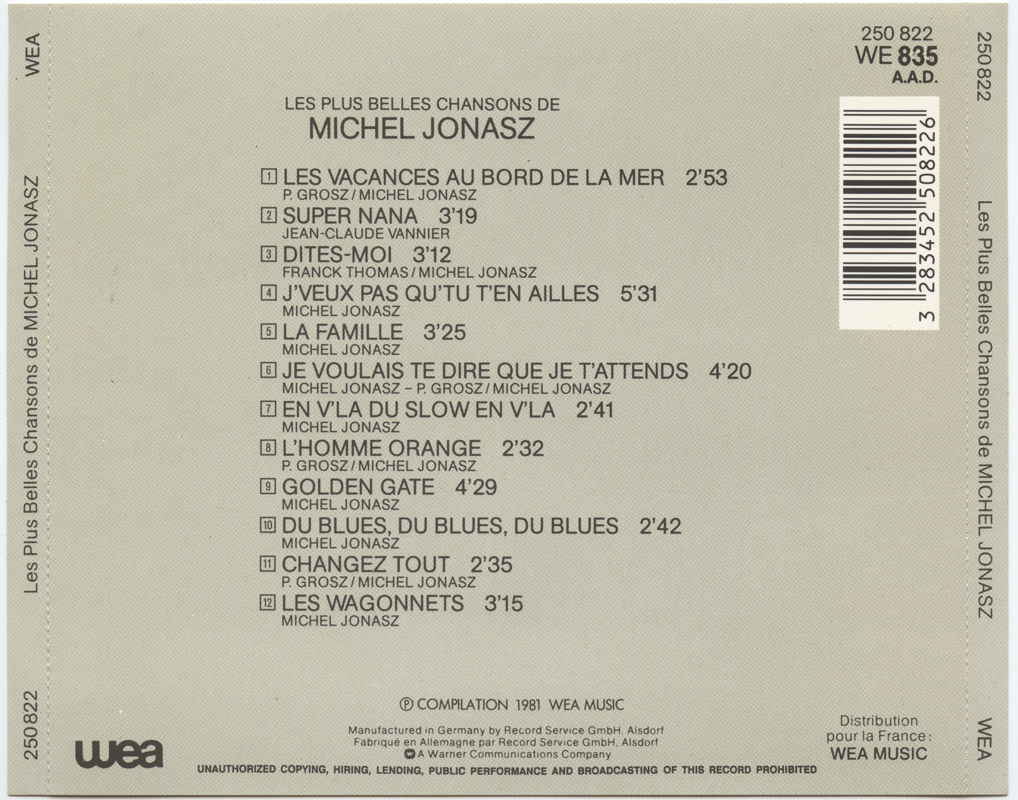 250 822
WE 835
A.A.D.
3 283452 508226
LES PLUS BELLES CHANSONS DE
MICHEL JONASZ
1 LES VACANCES AU BORD DE LA MER 2'53
P. GROSZ / MICHEL JONASZ
2 SUPER NANA 3'19
JEAN-CLAUDE VANNIER
3 DITES-MOI 3'12
FRANCK THOMAS / MICHEL JONASZ
4 J'VEUX PAS QU'TU T'EN AILLES 5'31
MICHEL JONASZ
5 LA FAMILLE 3'25
MICHEL JONASZ
6 JE VOULAIS TE DIRE QUE JE T'ATTENDS 4'20
MICHEL JONASZ – P. GROSZ / MICHEL JONASZ
7 EN V'LA DU SLOW EN V'LA 2'41
MICHEL JONASZ
8 L'HOMME ORANGE 2'32
P. GROSZ / MICHEL JONASZ
9 GOLDEN GATE 4'29
MICHEL JONASZ
10 DU BLUES, DU BLUES, DU BLUES 2'42
MICHEL JONASZ
11 CHANGEZ TOUT 2'35
P. GROSZ / MICHEL JONASZ
12 LES WAGONNETS 3'15
MICHEL JONASZ
Ⓟ COMPILATION 1981 WEA MUSIC
Manufactured in Germany by Record Service GmbH, Alsdorf
Fabriqué en Allemagne par Record Service GmbH, Alsdorf
A Warner Communications Company
UNAUTHORIZED COPYING, HIRING, LENDING, PUBLIC PERFORMANCE AND BROADCASTING OF THIS RECORD PROHIBITED
wea
Distribution
pour la France:
WEA MUSIC
250822 Les Plus Belles Chansons de MICHEL JONASZ WEA
250822 Les Plus Belles Chansons de MICHEL JONASZ WEA